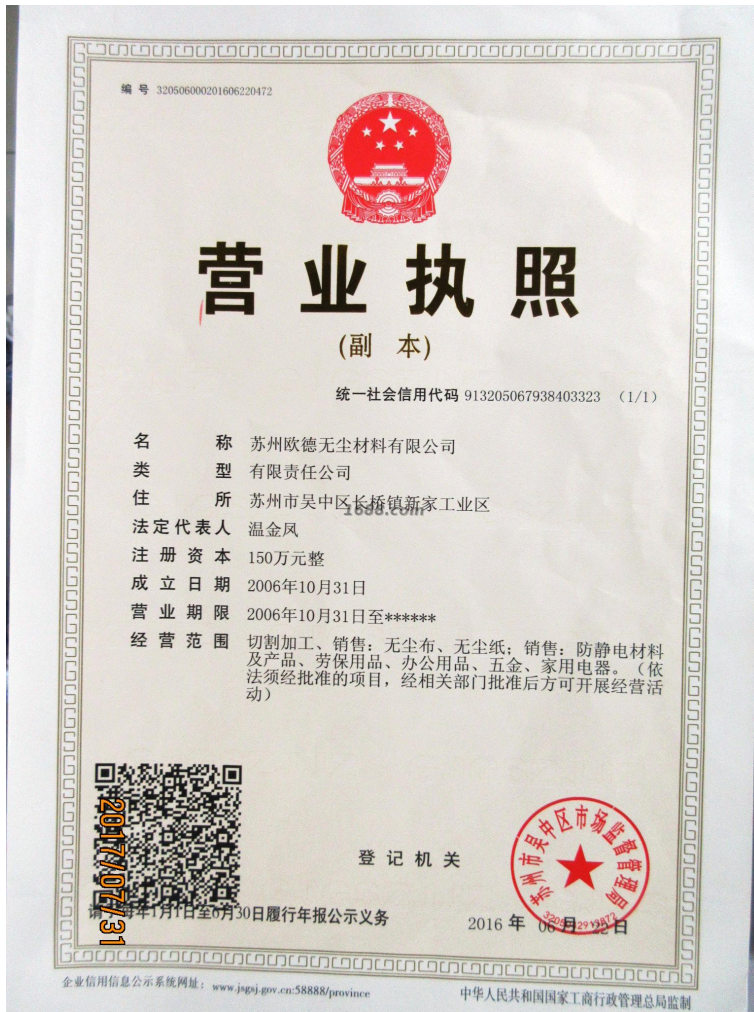 编 号 320506000201606220472
营业执照
(副 本)
统一社会信用代码 913205067938403323 （1/1）
名 称 苏州欧德无尘材料有限公司
类 型 有限责任公司
住 所 苏州市吴中区长桥镇新家工业区
1688.com
法定代表人 温金凤
注 册 资 本 150万元整
成 立 日 期 2006年10月31日
营 业 期 限 2006年10月31日至******
经 营 范 围 切割加工、销售：无尘布、无尘纸；销售：防静电材料
及产品、劳保用品、办公用品、五金、家用电器。（依
法须经批准的项目，经相关部门批准后方可开展经营活
动）
2017/07/31
登 记 机 关
苏州市吴中区市场监督管理局
请于每年1月1日至6月30日履行年报公示义务
2016 年 06 月 22 日
企业信用信息公示系统网址：www.jsgsj.gov.cn:58888/province
中华人民共和国国家工商行政管理总局监制